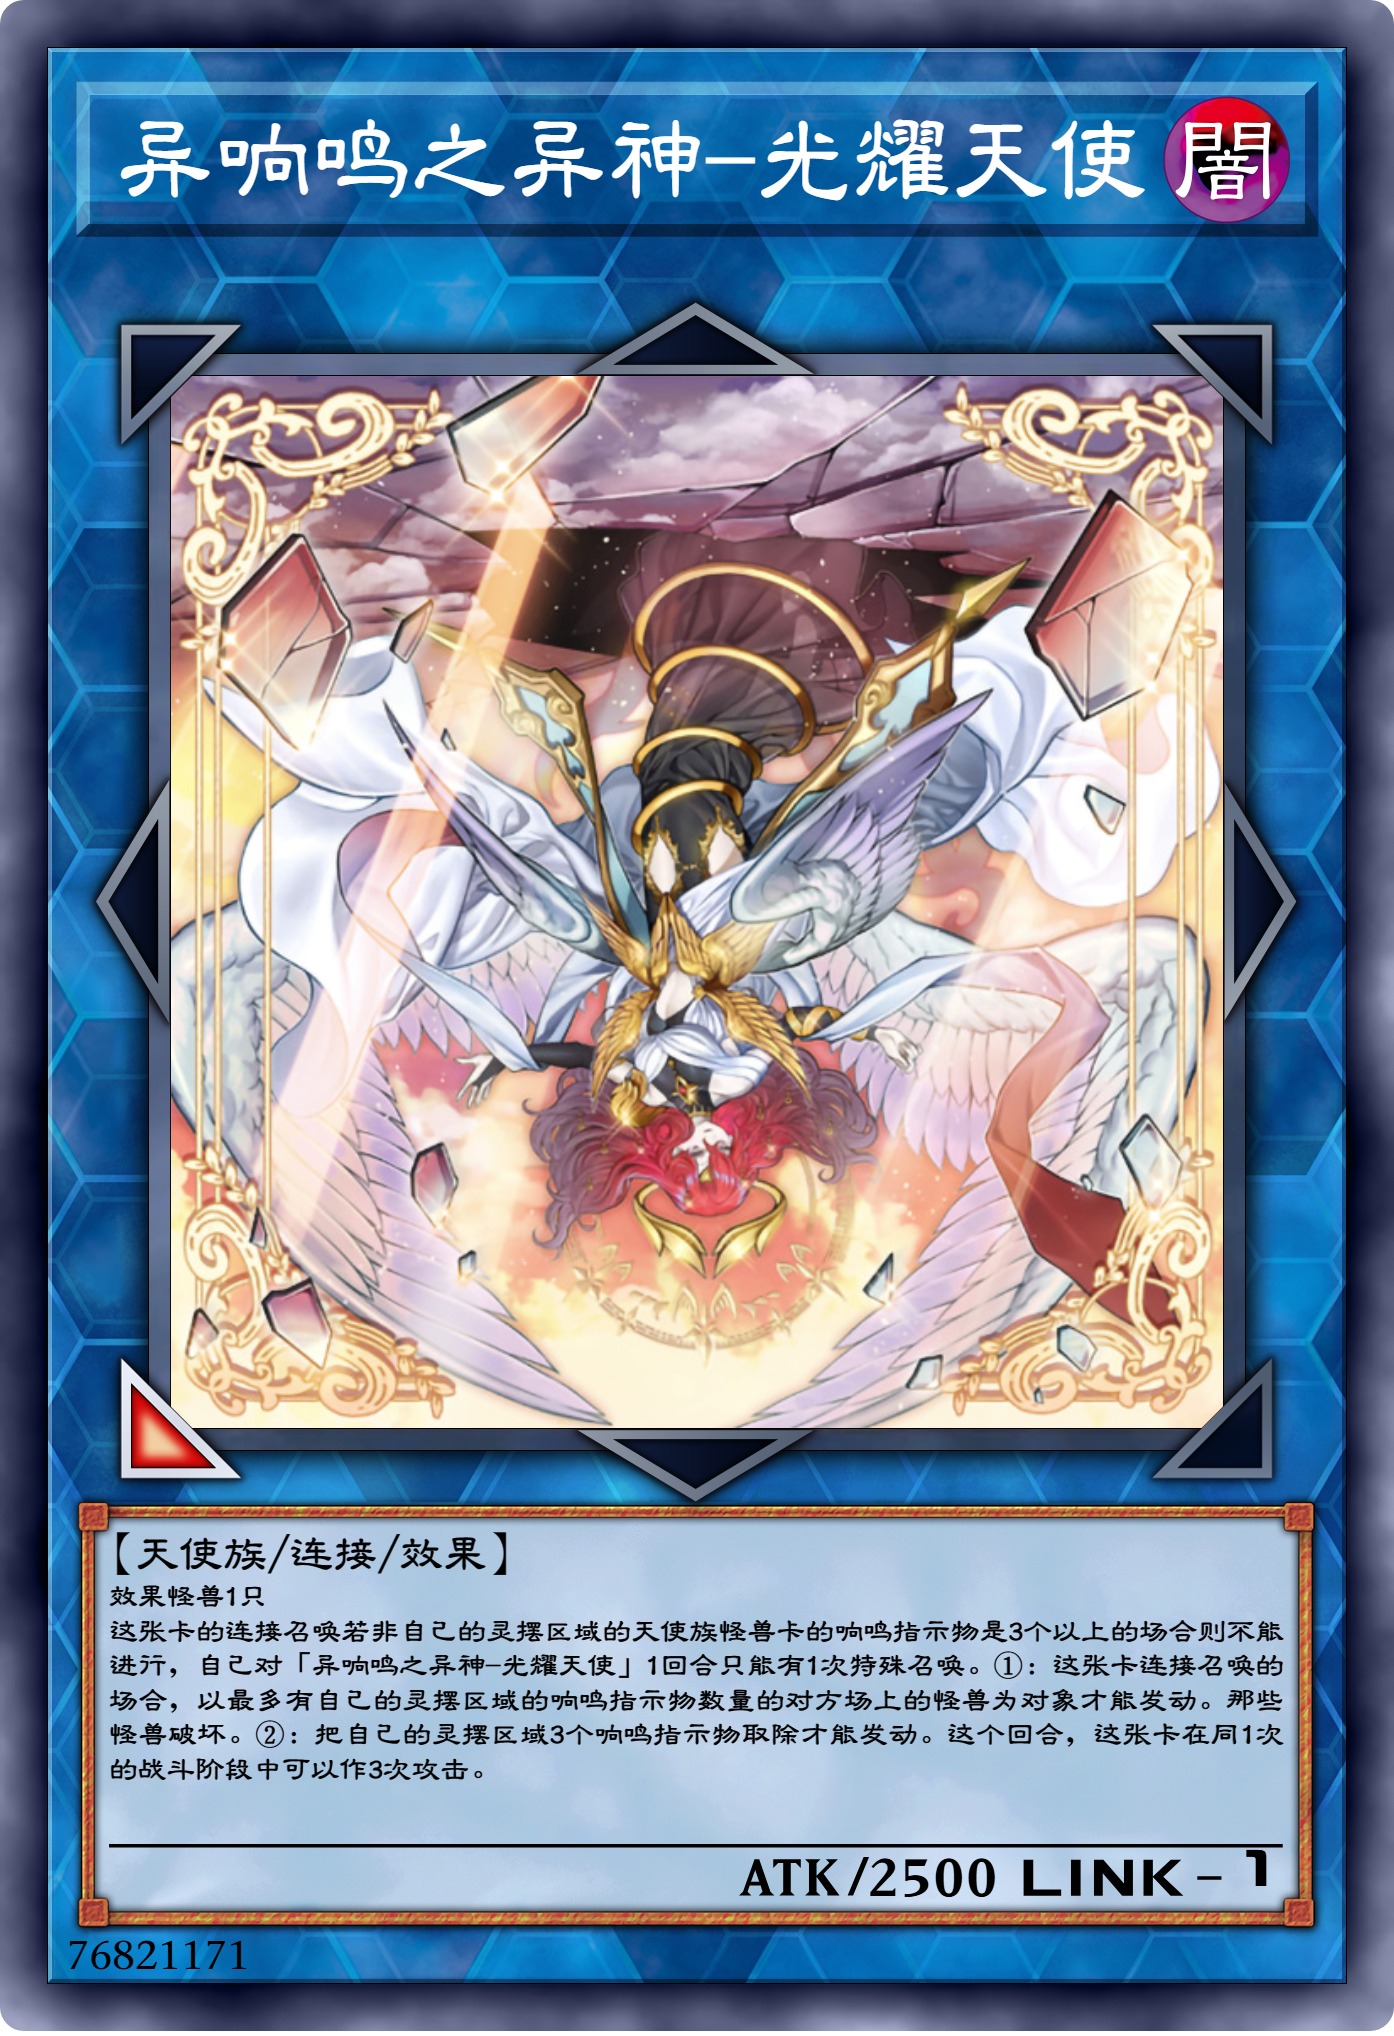 异响鸣之异神-光耀天使 闇
【天使族/连接/效果】
效果怪兽1只
这张卡的连接召唤若非自己的灵摆区域的天使族怪兽卡的响鸣指示物是3个以上的场合则不能
进行，自己对「异响鸣之异神-光耀天使」1回合只能有1次特殊召唤。①：这张卡连接召唤的
场合，以最多有自己的灵摆区域的响鸣指示物数量的对方场上的怪兽为对象才能发动。那些
怪兽破坏。②：把自己的灵摆区域3个响鸣指示物取除才能发动。这个回合，这张卡在同1次
的战斗阶段中可以作3次攻击。
ATK/2500 LINK-1
76821171